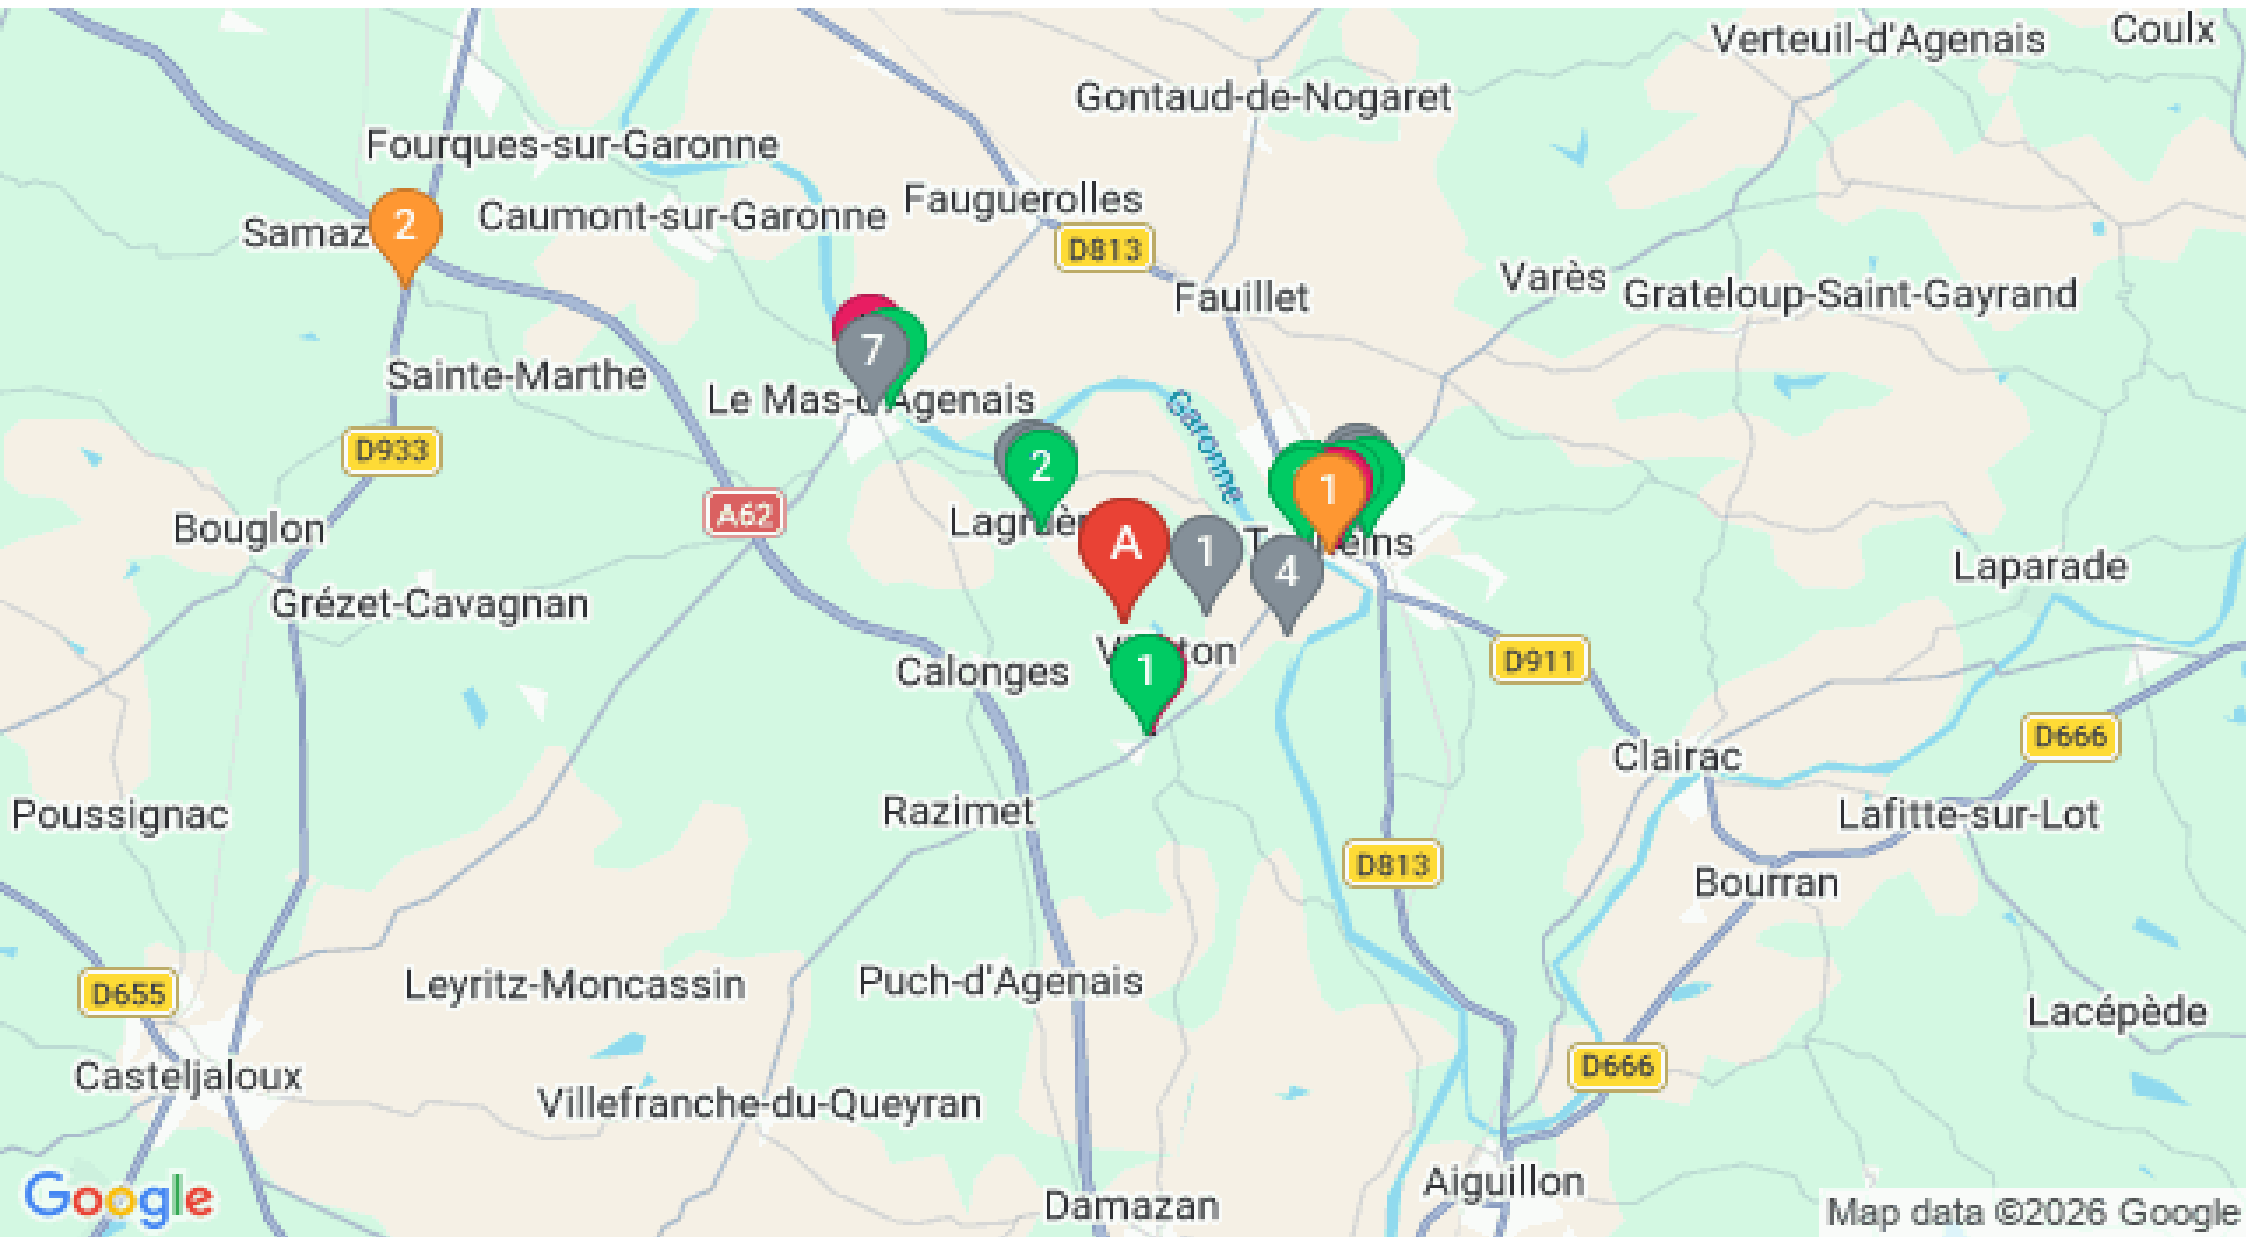 Coulx
Verteuil-d'Agenais
Gontaud-de-Nogaret
Fourques-sur-Garonne
Fauguerolles
Caumont-sur-Garonne
2
D813
Varès
Fauillet
Grateloup-Saint-Gayrand
7
Sainte-Marthe
Le Mas-d'Agenais
Garonne
D933
2
1
A62
Bouglon
A
1
4
Laparade
Grézet-Cavagnan
D911
Calonges
1
D666
Clairac
Poussignac
Razimet
Lafitte-sur-Lot
D813
Bourran
D655
Leyritz-Moncassin
Puch-d'Agenais
Lacépède
D666
Casteljaloux
Villefranche-du-Queyran
Aiguillon
Google
Damazan
Map data ©2026 Google